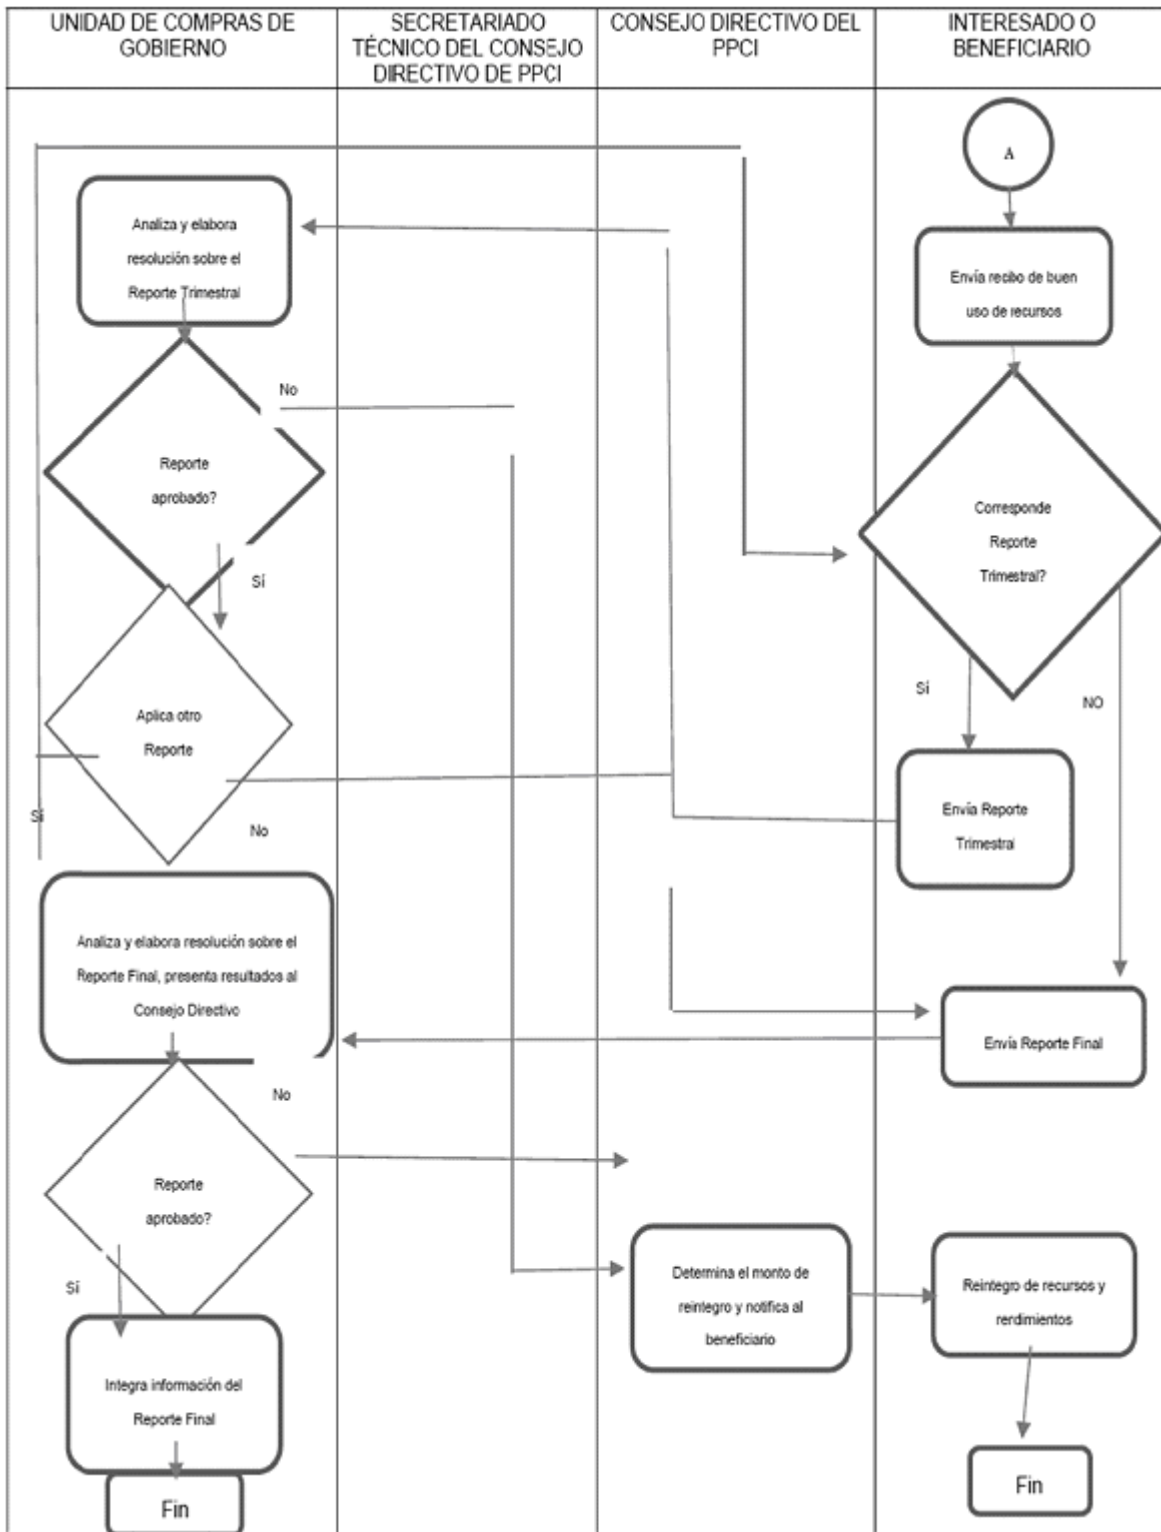 UNIDAD DE COMPRAS DE
GOBIERNO
SECRETARIADO
TÉCNICO DEL CONSEJO
DIRECTIVO DE PPCI
CONSEJO DIRECTIVO DEL
PPCI
INTERESADO O
BENEFICIARIO
A
Envía recibo de buen
uso de recursos
Corresponde
Reporte
Trimestral?
Sí
NO
Envía Reporte
Trimestral
Analiza y elabora
resolución sobre el
Reporte Trimestral
No
Reporte
aprobado?
Sí
Aplica otro
Reporte
Sí
No
Envía Reporte Final
Analiza y elabora resolución sobre el
Reporte Final, presenta resultados al
Consejo Directivo
No
Reporte
aprobado?
Sí
Determina el monto de
reintegro y notifica al
beneficiario
Reintegro de recursos y
rerdimientos
Integra información del
Reporte Final
Fin
Fin